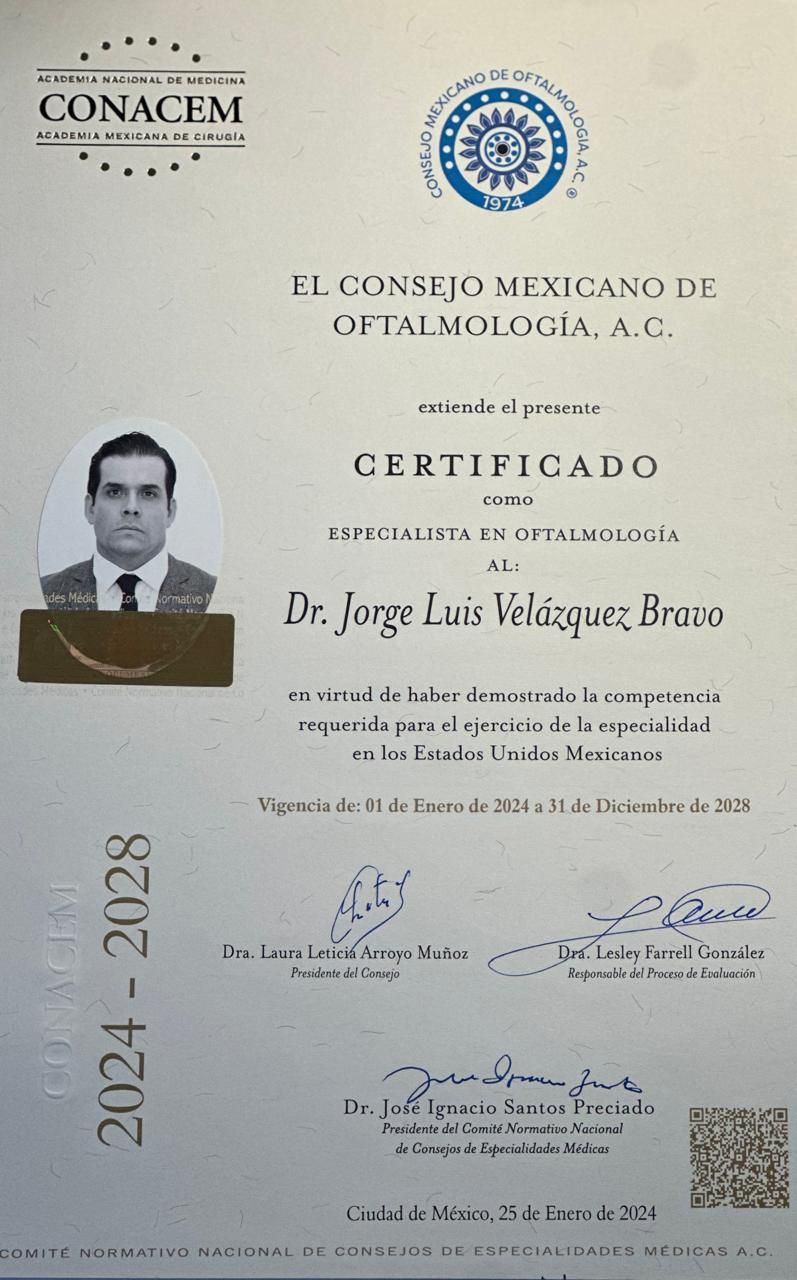 ACADEMIA NACIONAL DE MEDICINA
CONACEM
ACADEMIA MEXICANA DE CIRUGÍA
CONSEJO MEXICANO DE OFTALMOLOGIA, A.C. ®
1974
EL CONSEJO MEXICANO DE
OFTALMOLOGÍA, A.C.
extiende el presente
CERTIFICADO
como
ESPECIALISTA EN OFTALMOLOGÍA
AL:
Dr. Jorge Luis Velázquez Bravo
en virtud de haber demostrado la competencia
requerida para el ejercicio de la especialidad
en los Estados Unidos Mexicanos
Vigencia de: 01 de Enero de 2024 a 31 de Diciembre de 2028
CONACEM
2024 - 2028
Dra. Laura Leticia Arroyo Muñoz
Presidente del Consejo
Dra. Lesley Farrell González
Responsable del Proceso de Evaluación
Dr. José Ignacio Santos Preciado
Presidente del Comité Normativo Nacional
de Consejos de Especialidades Médicas
Ciudad de México, 25 de Enero de 2024
COMITÉ NORMATIVO NACIONAL DE CONSEJOS DE ESPECIALIDADES MÉDICAS A.C.